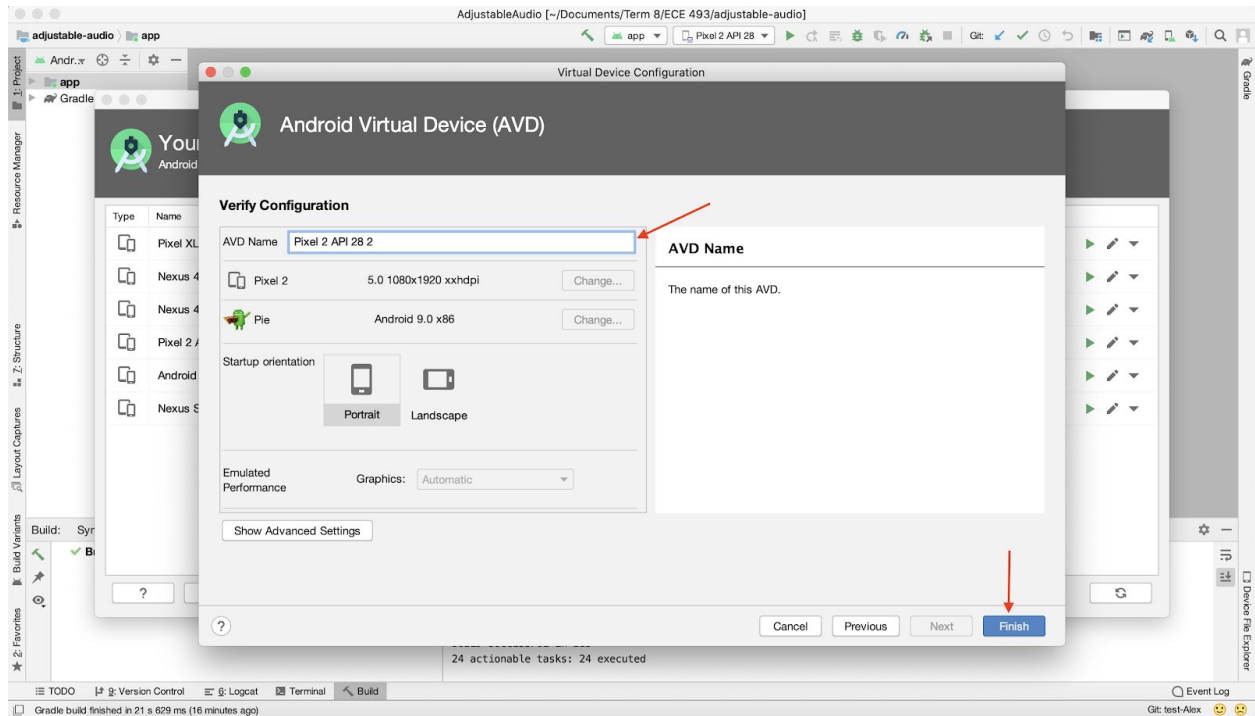 AdjustableAudio [~/Documents/Term 8/ECE 493/adjustable-audio]
adjustable-audio app
app
Pixel 2 API 28
Git:
1: Project
Andr..
app
Gradle
Gradle
Resource Manager
7: Structure
Layout Captures
Build Variants
2: Favorites
Device File Explorer
Your
Android
Type Name
Pixel XL
Nexus 4
Nexus 4
Pixel 2 A
Android
Nexus S
?
Virtual Device Configuration
Android Virtual Device (AVD)
Verify Configuration
AVD Name Pixel 2 API 28 2
Pixel 2 5.0 1080x1920 xxhdpi Change...
Pie Android 9.0 x86 Change...
Startup orientation
Portrait Landscape
Emulated
Performance
Graphics: Automatic
Show Advanced Settings
AVD Name
The name of this AVD.
? Cancel Previous Next Finish
Build: Syn
24 actionable tasks: 24 executed
TODO 9: Version Control 6: Logcat Terminal Build Event Log
Gradle build finished in 21 s 629 ms (16 minutes ago) Git: test-Alex